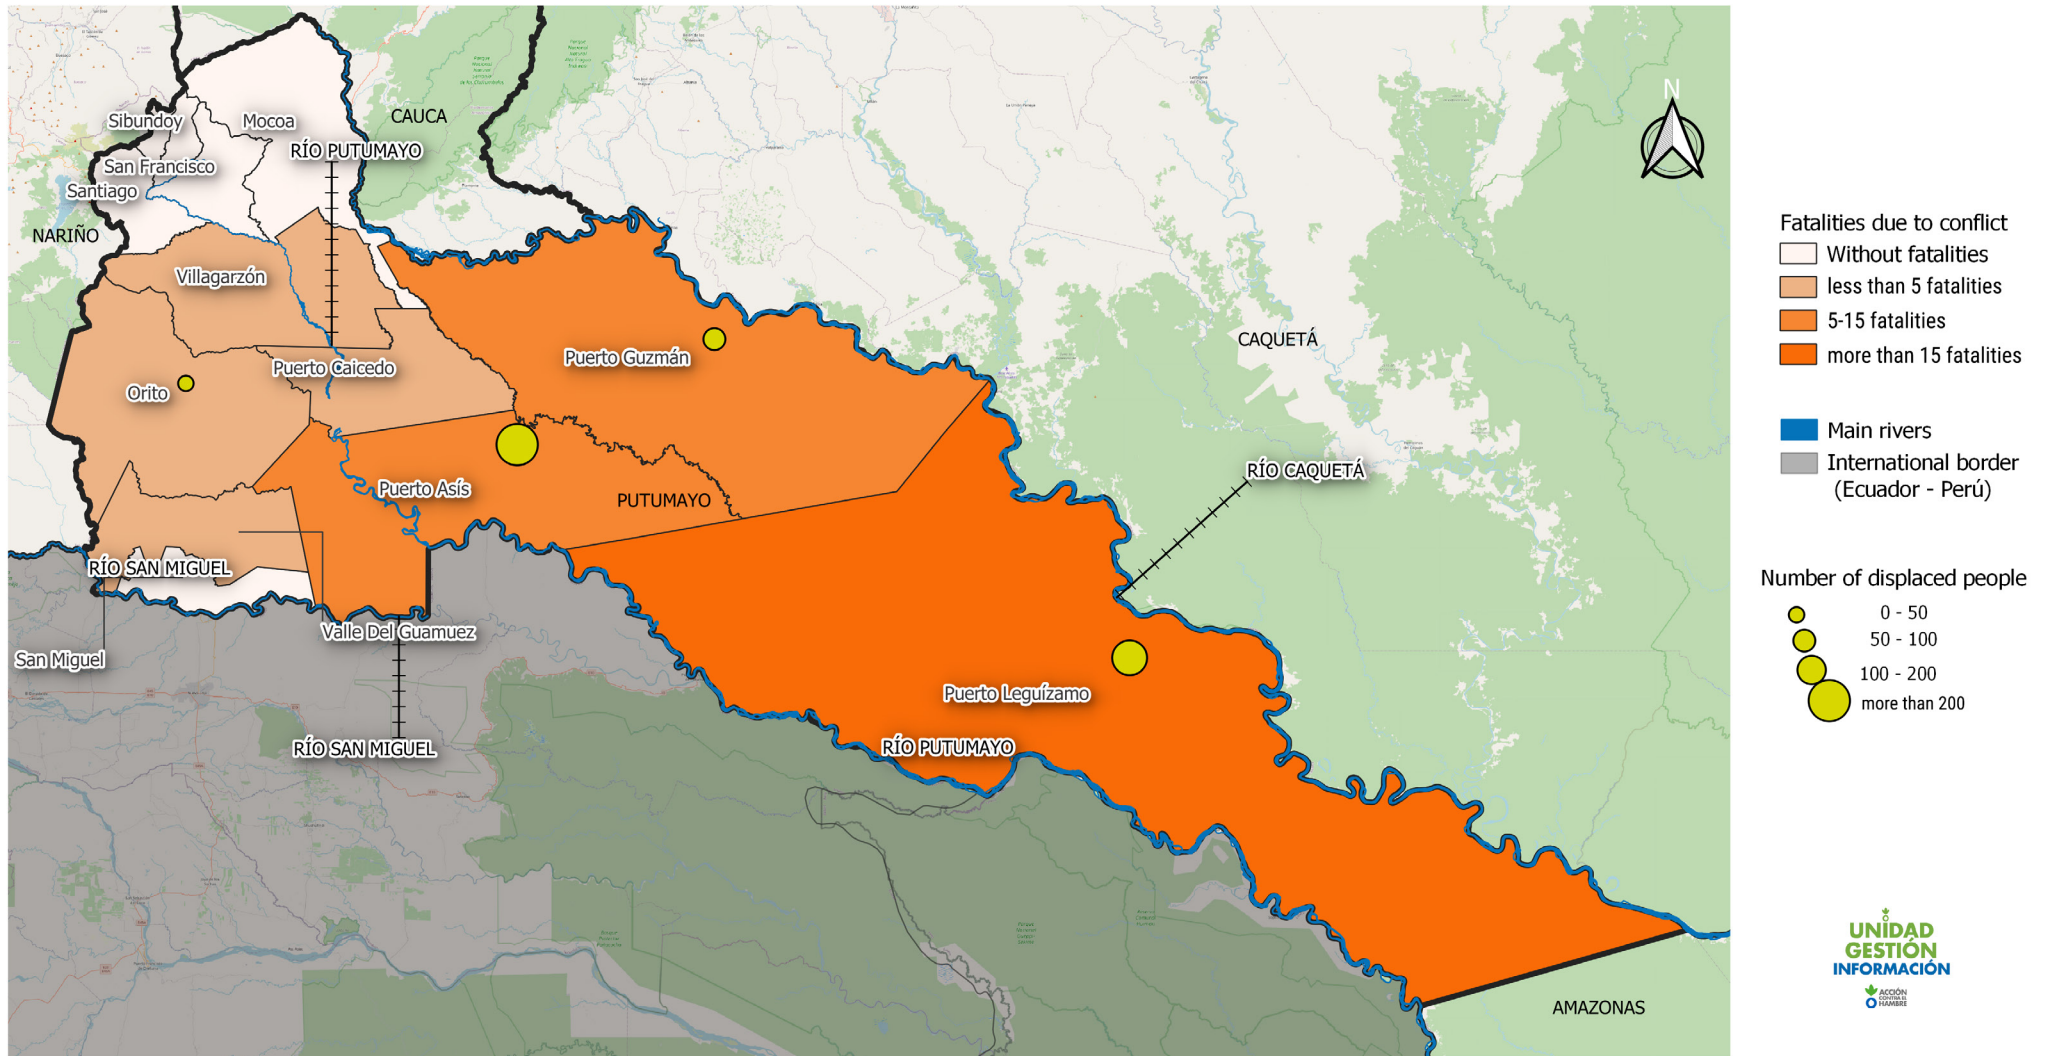 Sibundoy
Mocoa
CAUCA
RÍO PUTUMAYO
San Francisco
Santiago
NARIÑO
Villagarzón
Puerto Guzmán
Puerto Caicedo
Orito
Puerto Asís
PUTUMAYO
CAQUETÁ
RÍO CAQUETÁ
RÍO SAN MIGUEL
Valle Del Guamuez
San Miguel
RÍO SAN MIGUEL
Puerto Leguízamo
RÍO PUTUMAYO
AMAZONAS
N
Fatalities due to conflict
Without fatalities
less than 5 fatalities
5-15 fatalities
more than 15 fatalities
Main rivers
International border
(Ecuador - Perú)
Number of displaced people
0 - 50
50 - 100
100 - 200
more than 200
UNIDAD
GESTIÓN
INFORMACIÓN
ACCIÓN
CONTRA EL
HAMBRE